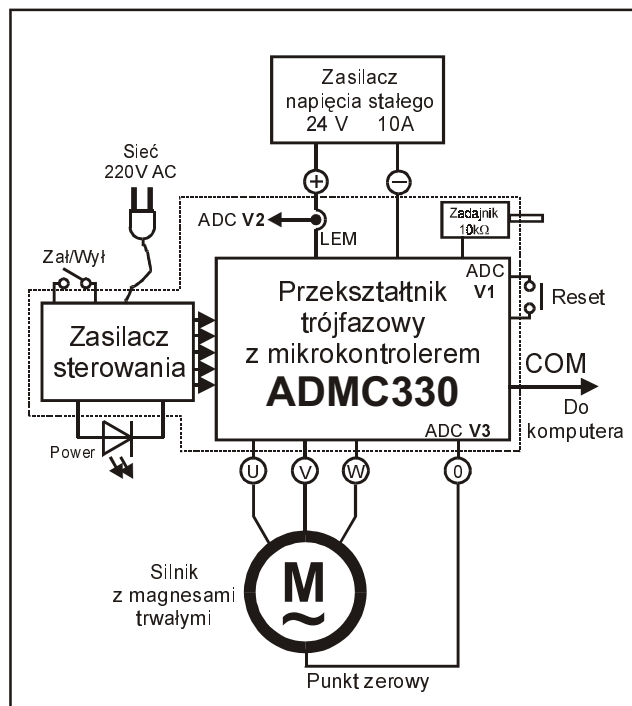 Zasilacz
napięcia stałego
24 V 10A
Sieć
220V AC
+
−
ADC V2
LEM
Zadajnik
10kΩ
Zał/Wył
ADC
V1
Reset
Przekształtnik
trójfazowy
z mikrokontrolerem
ADMC330
Zasilacz
sterowania
COM
Do
komputera
ADC V3
Power
U
V
W
0
M
~
Silnik
z magnesami
trwałymi
Punkt zerowy